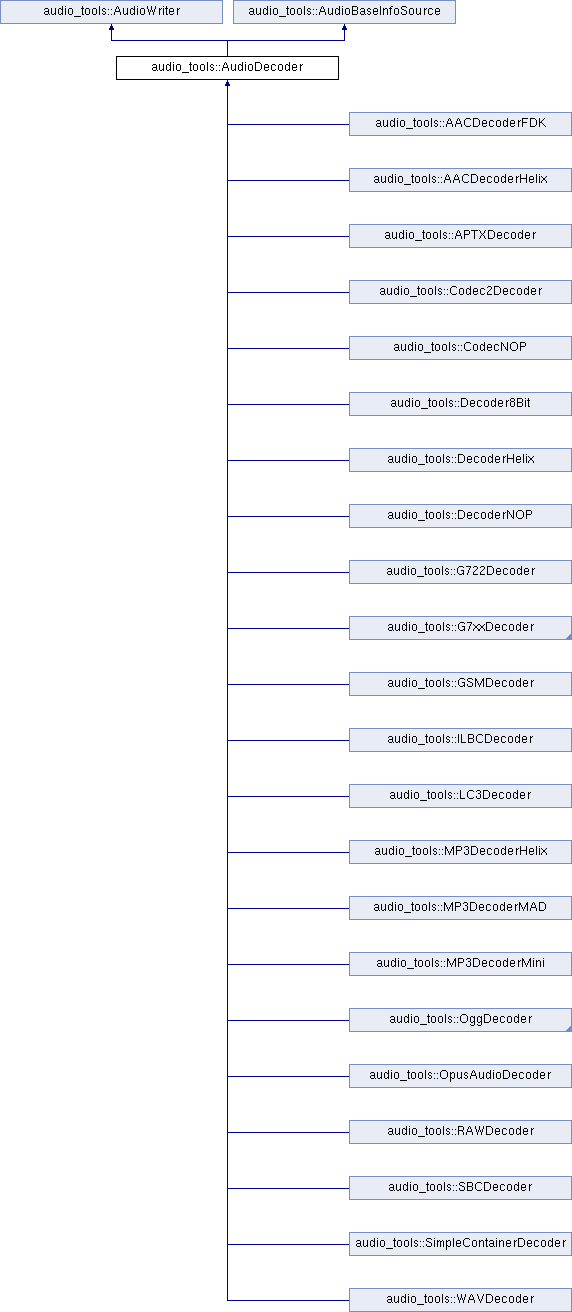 audio_tools::AudioWriter
audio_tools::AudioBaseInfoSource
audio_tools::AudioDecoder
audio_tools::AACDecoderFDK
audio_tools::AACDecoderHelix
audio_tools::APTXDecoder
audio_tools::Codec2Decoder
audio_tools::CodecNOP
audio_tools::Decoder8Bit
audio_tools::DecoderHelix
audio_tools::DecoderNOP
audio_tools::G722Decoder
audio_tools::G7xxDecoder
audio_tools::GSMDecoder
audio_tools::ILBCDecoder
audio_tools::LC3Decoder
audio_tools::MP3DecoderHelix
audio_tools::MP3DecoderMAD
audio_tools::MP3DecoderMini
audio_tools::OggDecoder
audio_tools::OpusAudioDecoder
audio_tools::RAWDecoder
audio_tools::SBCDecoder
audio_tools::SimpleContainerDecoder
audio_tools::WAVDecoder